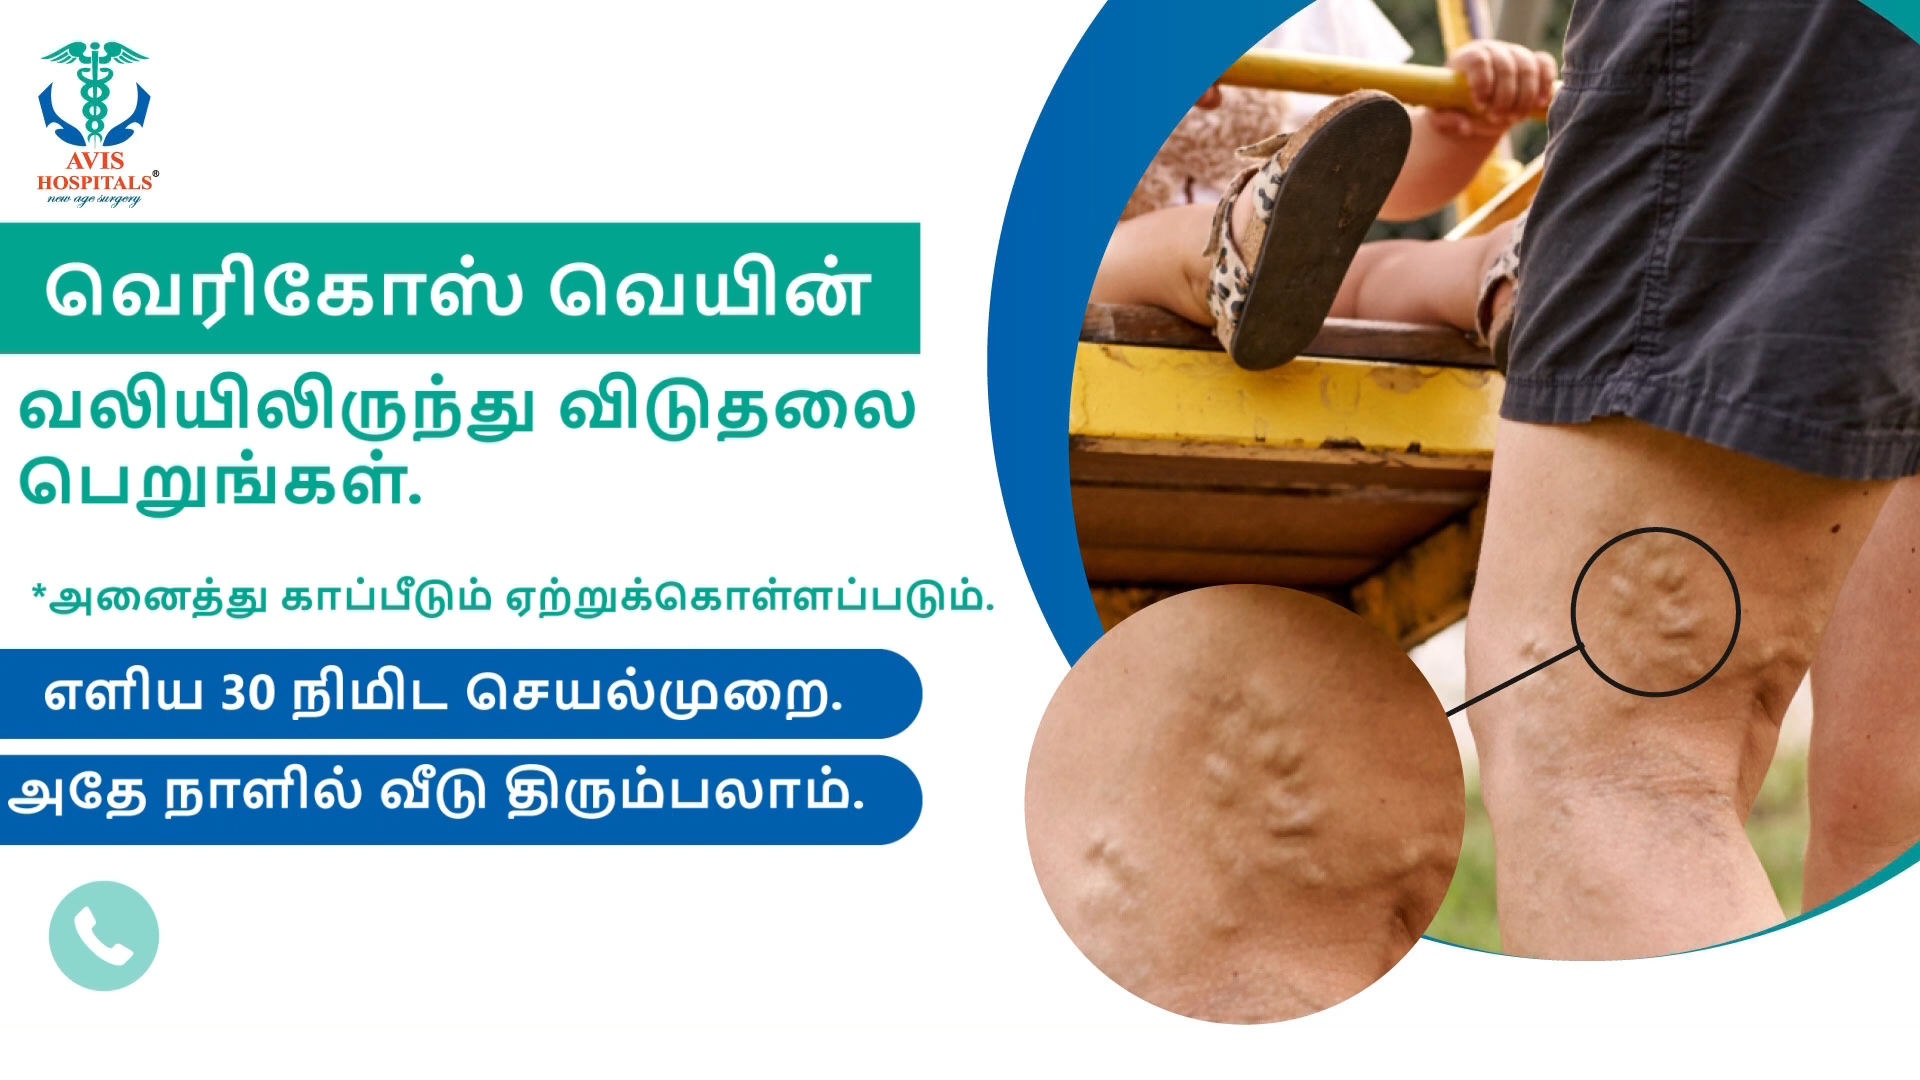 AVIS
HOSPITALS®
new age surgery
வெரிகோஸ் வெயின்
வலியிலிருந்து விடுதலை
பெறுங்கள்.
*அனைத்து காப்பீடும் ஏற்றுக்கொள்ளப்படும்.
எளிய 30 நிமிட செயல்முறை.
அதே நாளில் வீடு திரும்பலாம்.